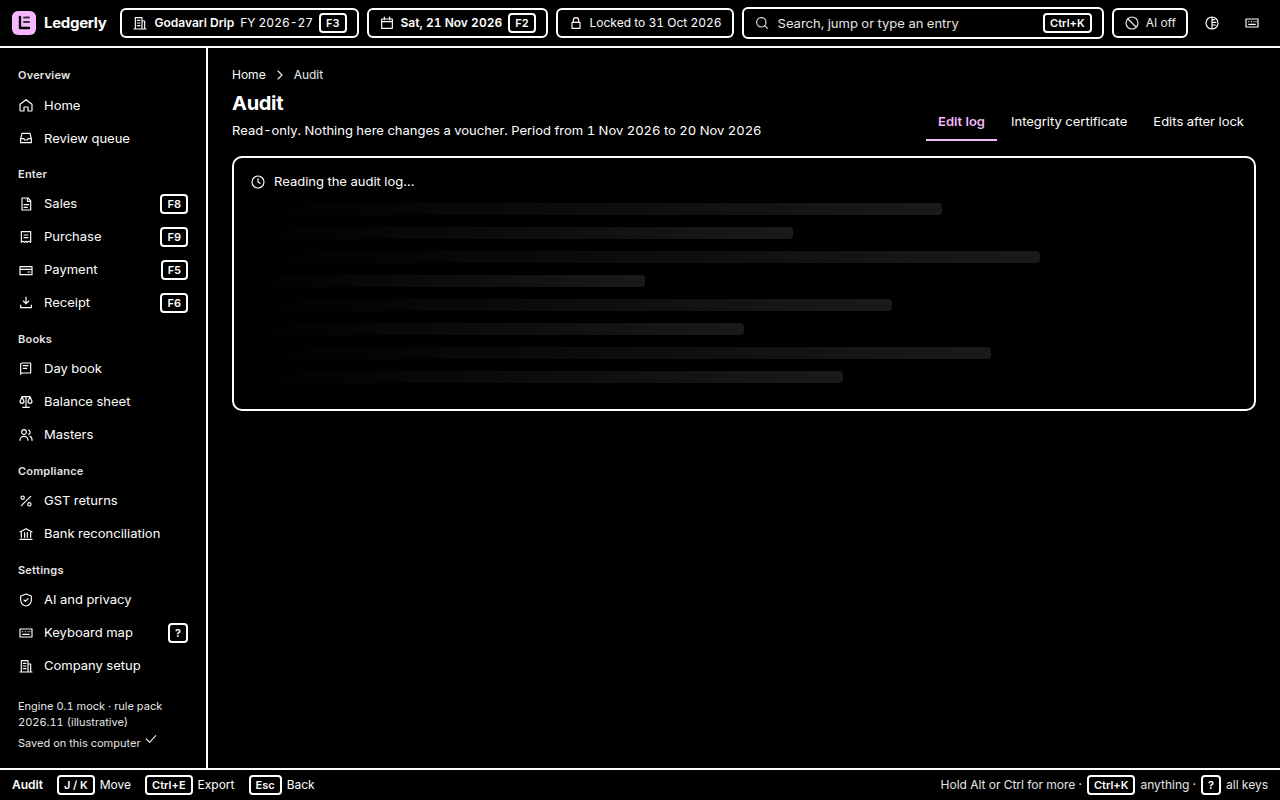 Ledgerly
Godavari Drip FY 2026-27 F3
Sat, 21 Nov 2026 F2
Locked to 31 Oct 2026
Search, jump or type an entry Ctrl+K
AI off
Overview
Home
Review queue
Enter
Sales F8
Purchase F9
Payment F5
Receipt F6
Books
Day book
Balance sheet
Masters
Compliance
GST returns
Bank reconciliation
Settings
AI and privacy
Keyboard map ?
Company setup
Engine 0.1 mock · rule pack
2026.11 (illustrative)
Saved on this computer
Home Audit
Audit
Read-only. Nothing here changes a voucher. Period from 1 Nov 2026 to 20 Nov 2026
Edit log Integrity certificate Edits after lock
Reading the audit log...
Audit J / K Move Ctrl+E Export Esc Back
Hold Alt or Ctrl for more · Ctrl+K anything · ? all keys